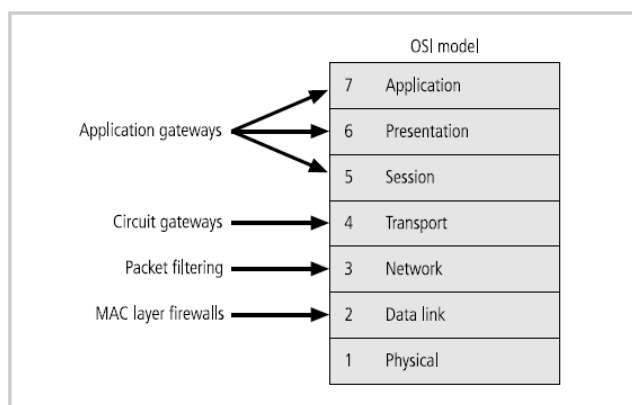 OSI model
7 Application
Application gateways
6 Presentation
5 Session
Circuit gateways
4 Transport
Packet filtering
3 Network
MAC layer firewalls
2 Data link
1 Physical